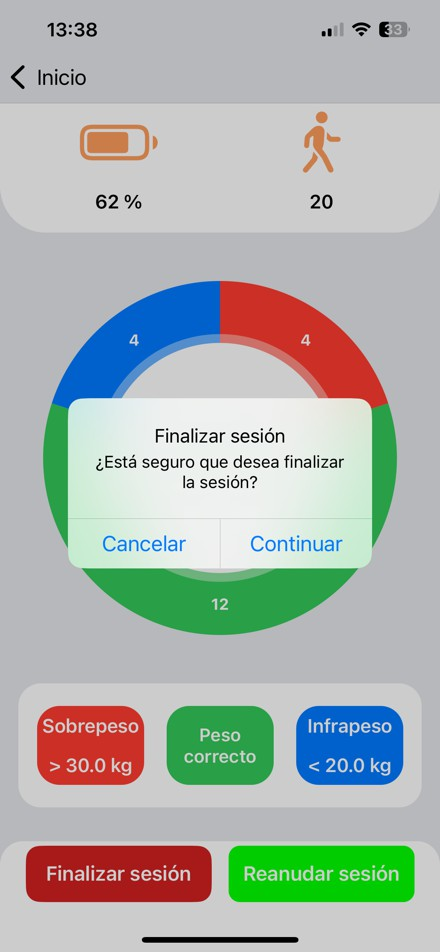 13:38
33
Inicio
62 %
20
4
4
Finalizar sesión
¿Está seguro que desea finalizar
la sesión?
Cancelar
Continuar
12
Sobrepeso
> 30.0 kg
Peso
correcto
Infrapeso
< 20.0 kg
Finalizar sesión
Reanudar sesión